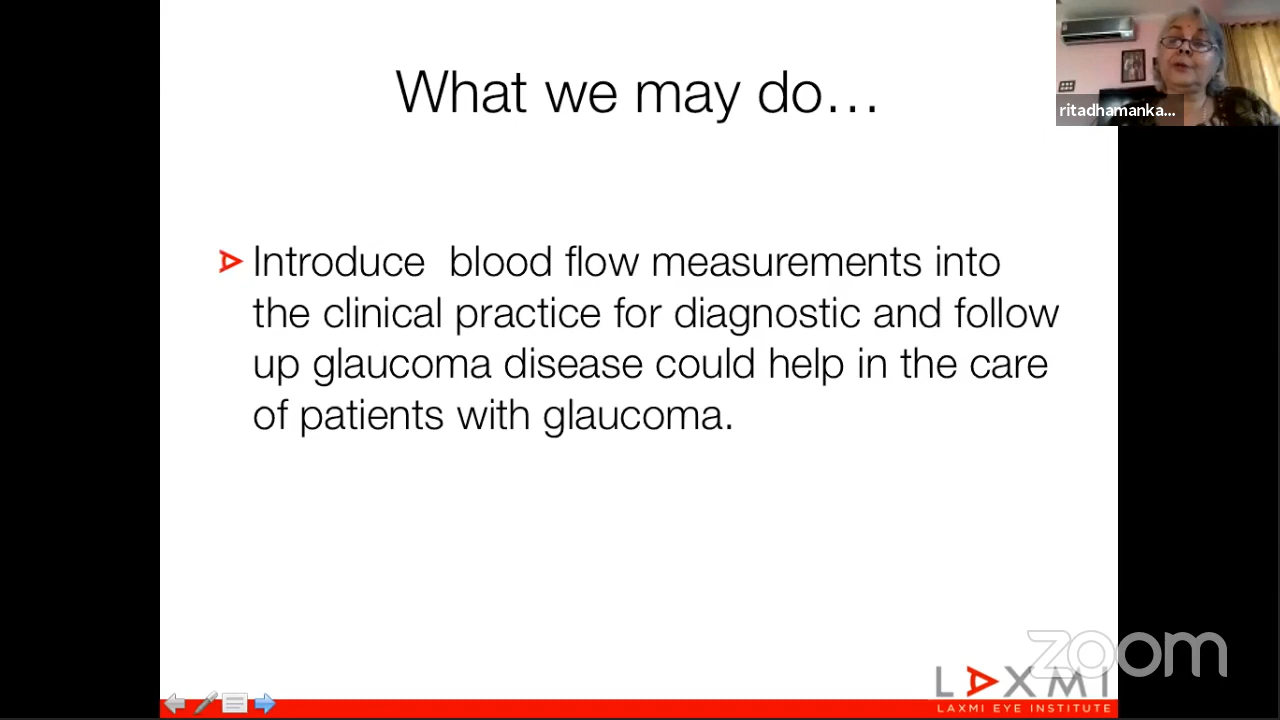 What we may do…
ritadhamanka...
Introduce blood flow measurements into
the clinical practice for diagnostic and follow
up glaucoma disease could help in the care
of patients with glaucoma.
zoom
LAXMI
LAXMI EYE INSTITUTE